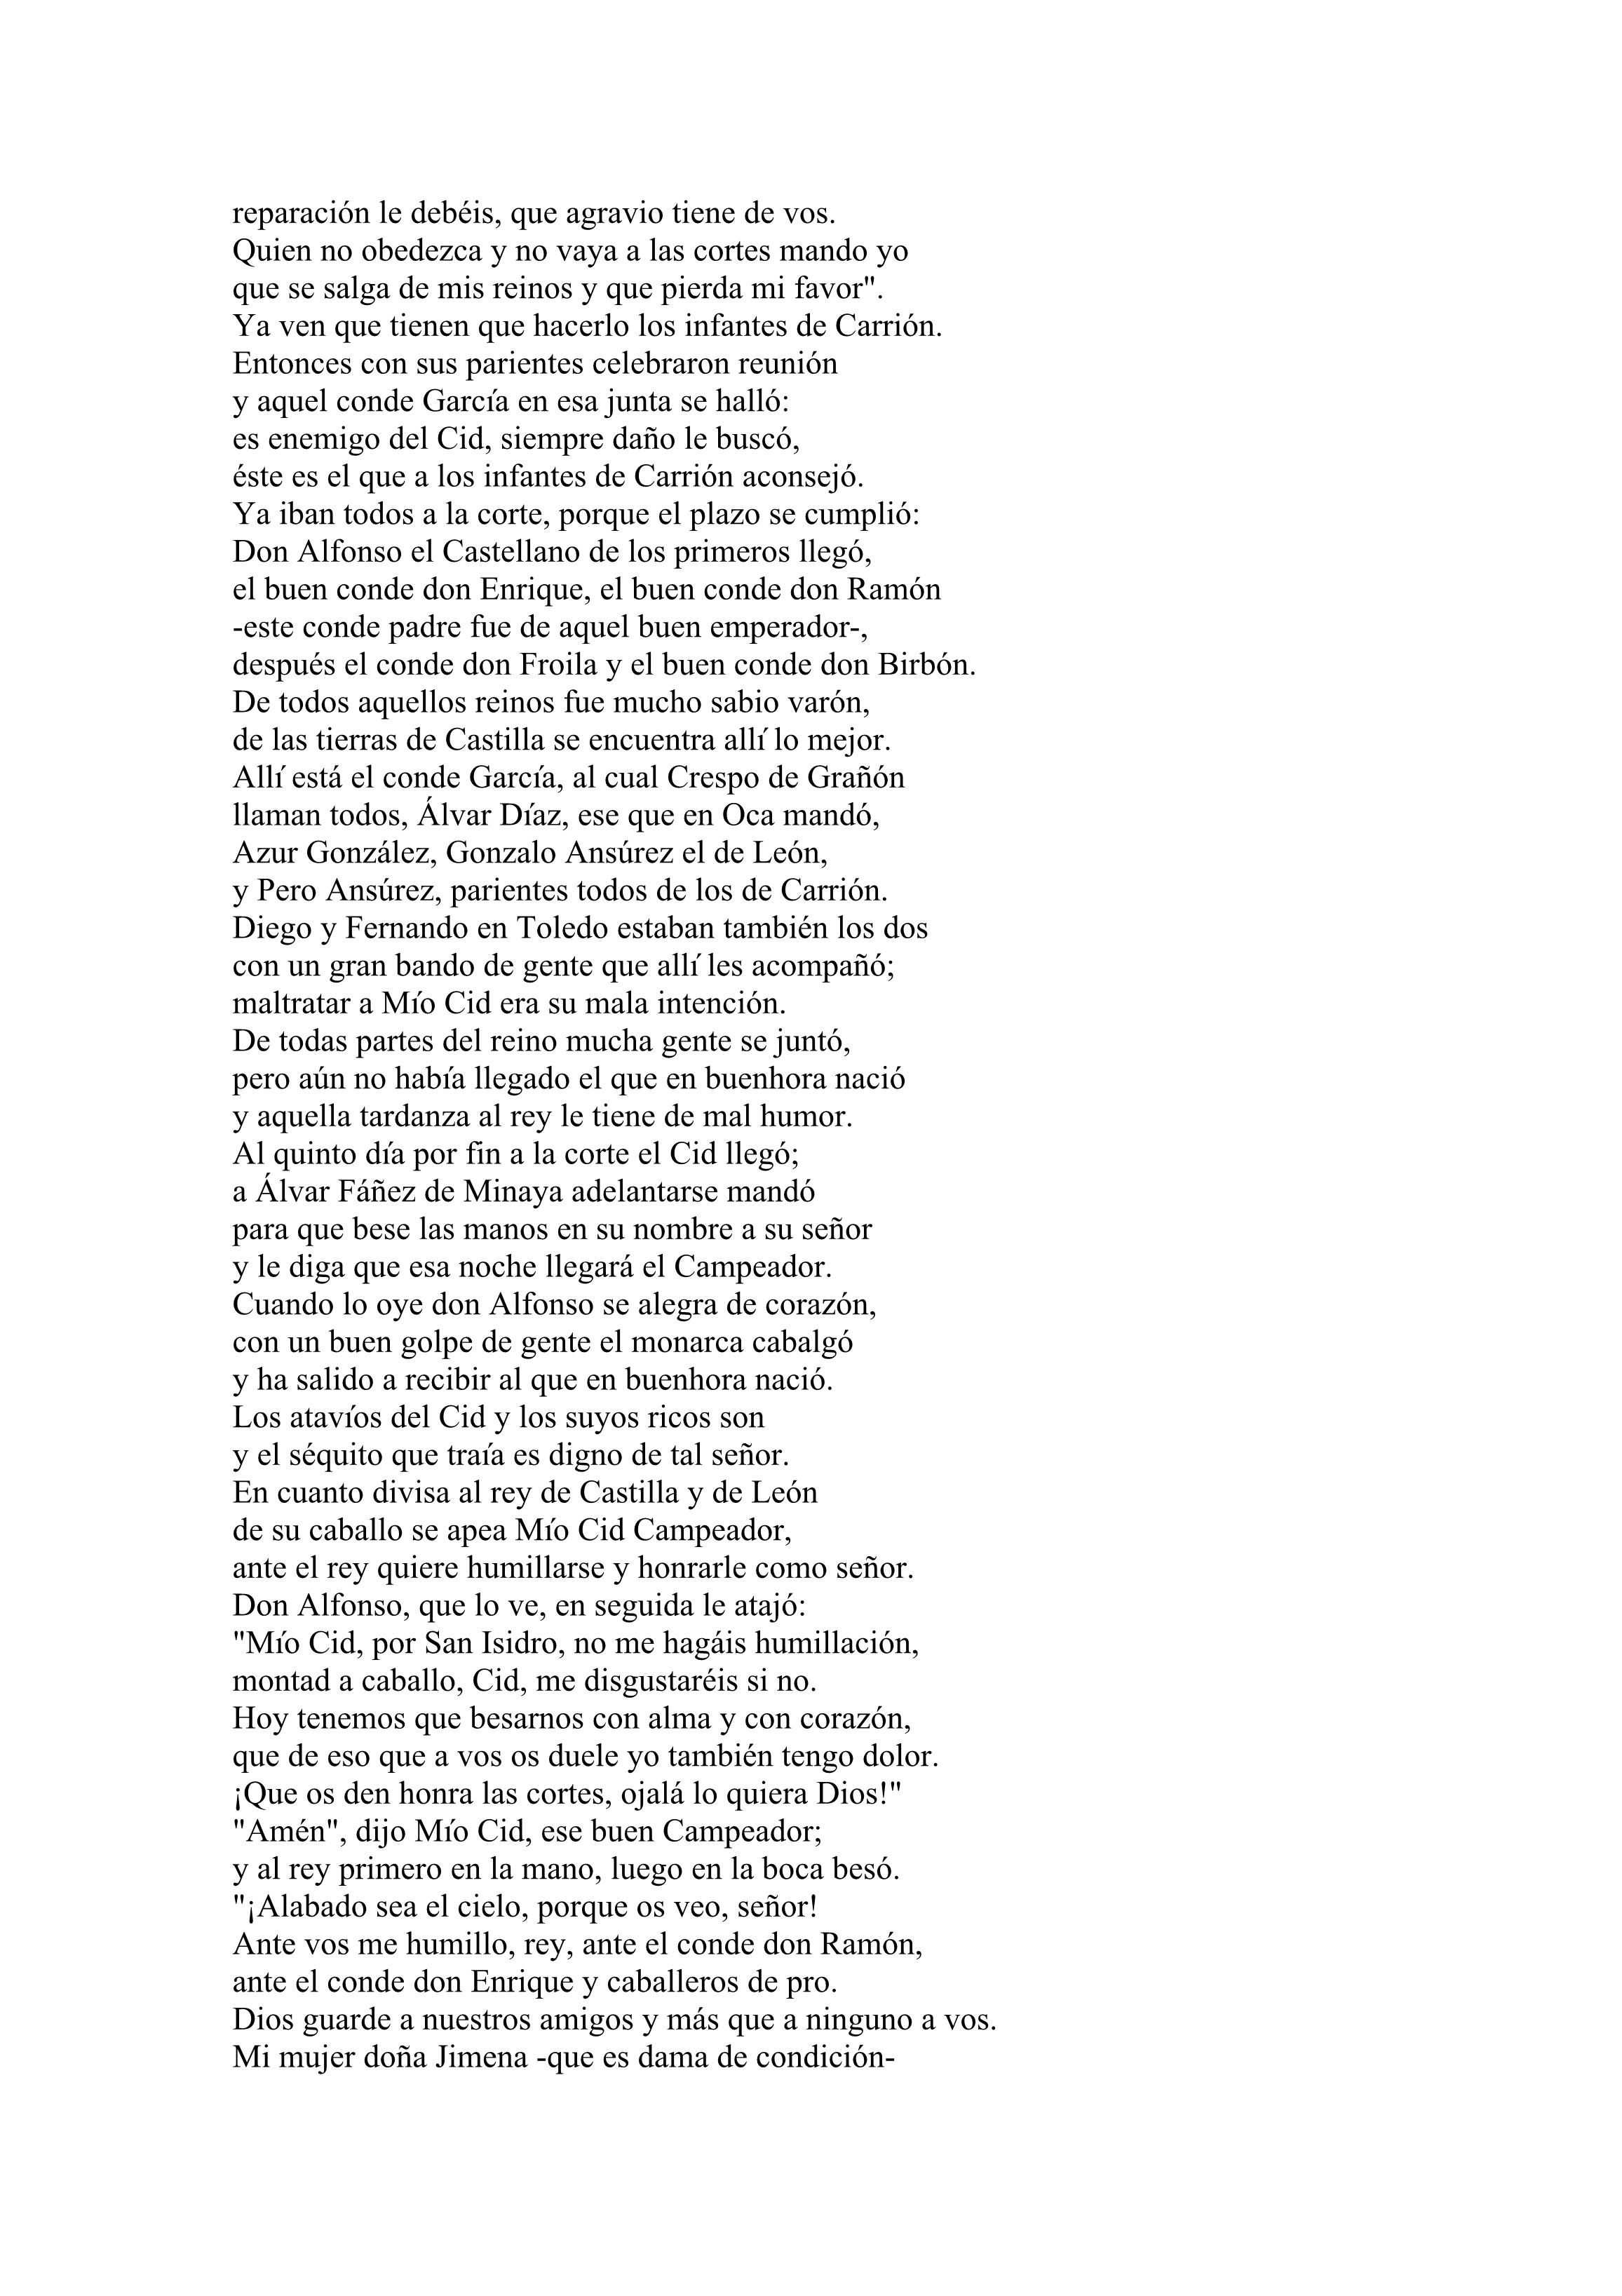 reparación le debéis, que agravio tiene de vos.
Quien no obedezca y no vaya a las cortes mando yo
que se salga de mis reinos y que pierda mi favor".
Ya ven que tienen que hacerlo los infantes de Carrión.
Entonces con sus parientes celebraron reunión
y aquel conde García en esa junta se halló:
es enemigo del Cid, siempre daño le buscó,
éste es el que a los infantes de Carrión aconsejó.
Ya iban todos a la corte, porque el plazo se cumplió:
Don Alfonso el Castellano de los primeros llegó,
el buen conde don Enrique, el buen conde don Ramón
-este conde padre fue de aquel buen emperador-,
después el conde don Froila y el buen conde don Birbón.
De todos aquellos reinos fue mucho sabio varón,
de las tierras de Castilla se encuentra allí lo mejor.
Allí está el conde García, al cual Crespo de Grañón
llaman todos, Álvar Díaz, ese que en Oca mandó,
Azur González, Gonzalo Ansúrez el de León,
y Pero Ansúrez, parientes todos de los de Carrión.
Diego y Fernando en Toledo estaban también los dos
con un gran bando de gente que allí les acompañó;
maltratar a Mío Cid era su mala intención.
De todas partes del reino mucha gente se juntó,
pero aún no había llegado el que en buenhora nació
y aquella tardanza al rey le tiene de mal humor.
Al quinto día por fin a la corte el Cid llegó;
a Álvar Fáñez de Minaya adelantarse mandó
para que bese las manos en su nombre a su señor
y le diga que esa noche llegará el Campeador.
Cuando lo oye don Alfonso se alegra de corazón,
con un buen golpe de gente el monarca cabalgó
y ha salido a recibir al que en buenhora nació.
Los atavíos del Cid y los suyos ricos son
y el séquito que traía es digno de tal señor.
En cuanto divisa al rey de Castilla y de León
de su caballo se apea Mío Cid Campeador,
ante el rey quiere humillarse y honrarle como señor.
Don Alfonso, que lo ve, en seguida le atajó:
"Mío Cid, por San Isidro, no me hagáis humillación,
montad a caballo, Cid, me disgustaréis si no.
Hoy tenemos que besarnos con alma y con corazón,
que de eso que a vos os duele yo también tengo dolor.
¡Que os den honra las cortes, ojalá lo quiera Dios!"
"Amén", dijo Mío Cid, ese buen Campeador;
y al rey primero en la mano, luego en la boca besó.
"¡Alabado sea el cielo, porque os veo, señor!
Ante vos me humillo, rey, ante el conde don Ramón,
ante el conde don Enrique y caballeros de pro.
Dios guarde a nuestros amigos y más que a ninguno a vos.
Mi mujer doña Jimena -que es dama de condición-